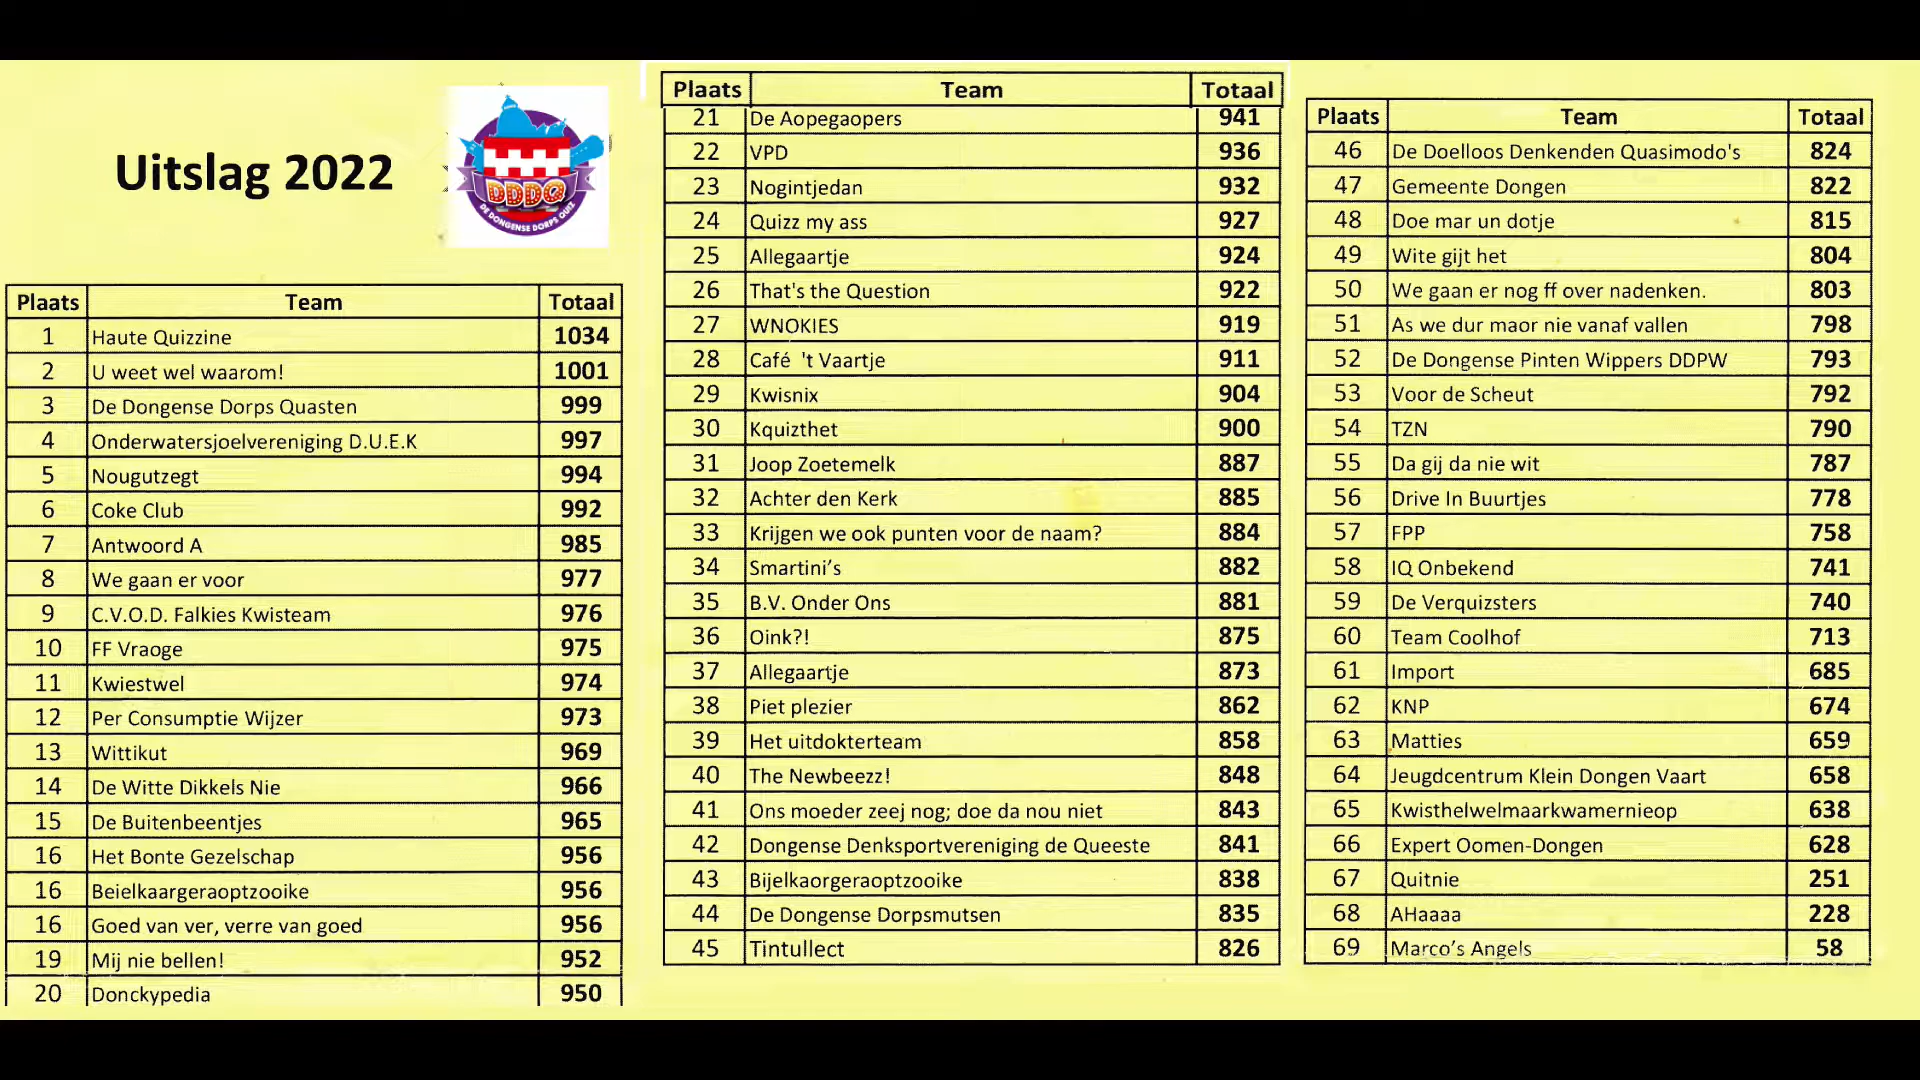 Uitslag 2022
DDDQ
DE DONGENSE DORPS QUIZ
Plaats Team Totaal
1 Haute Quizzine 1034
2 U weet wel waarom! 1001
3 De Dongense Dorps Quasten 999
4 Onderwatersjoelvereniging D.U.E.K 997
5 Nougutzegt 994
6 Coke Club 992
7 Antwoord A 985
8 We gaan er voor 977
9 C.V.O.D. Falkies Kwisteam 976
10 FF Vraoge 975
11 Kwiestwel 974
12 Per Consumptie Wijzer 973
13 Wittikut 969
14 De Witte Dikkels Nie 966
15 De Buitenbeentjes 965
16 Het Bonte Gezelschap 956
16 Beielkaargeraoptzooike 956
16 Goed van ver, verre van goed 956
19 Mij nie bellen! 952
20 Donckypedia 950
Plaats Team Totaal
21 De Aopegaopers 941
22 VPD 936
23 Nogintjedan 932
24 Quizz my ass 927
25 Allegaartje 924
26 That's the Question 922
27 WNOKIES 919
28 Café 't Vaartje 911
29 Kwisnix 904
30 Kquizthet 900
31 Joop Zoetemelk 887
32 Achter den Kerk 885
33 Krijgen we ook punten voor de naam? 884
34 Smartini’s 882
35 B.V. Onder Ons 881
36 Oink?! 875
37 Allegaartje 873
38 Piet plezier 862
39 Het uitdokterteam 858
40 The Newbeezz! 848
41 Ons moeder zeej nog; doe da nou niet 843
42 Dongense Denksportvereniging de Queeste 841
43 Bijelkaorgeraoptzooike 838
44 De Dongense Dorpsmutsen 835
45 Tintullect 826
Plaats Team Totaal
46 De Doelloos Denkenden Quasimodo's 824
47 Gemeente Dongen 822
48 Doe mar un dotje 815
49 Wite gijt het 804
50 We gaan er nog ff over nadenken. 803
51 As we dur maor nie vanaf vallen 798
52 De Dongense Pinten Wippers DDPW 793
53 Voor de Scheut 792
54 TZN 790
55 Da gij da nie wit 787
56 Drive In Buurtjes 778
57 FPP 758
58 IQ Onbekend 741
59 De Verquizsters 740
60 Team Coolhof 713
61 Import 685
62 KNP 674
63 Matties 659
64 Jeugdcentrum Klein Dongen Vaart 658
65 Kwisthelwelmaarkwamernieop 638
66 Expert Oomen-Dongen 628
67 Quitnie 251
68 AHaaaa 228
69 Marco’s Angels 58